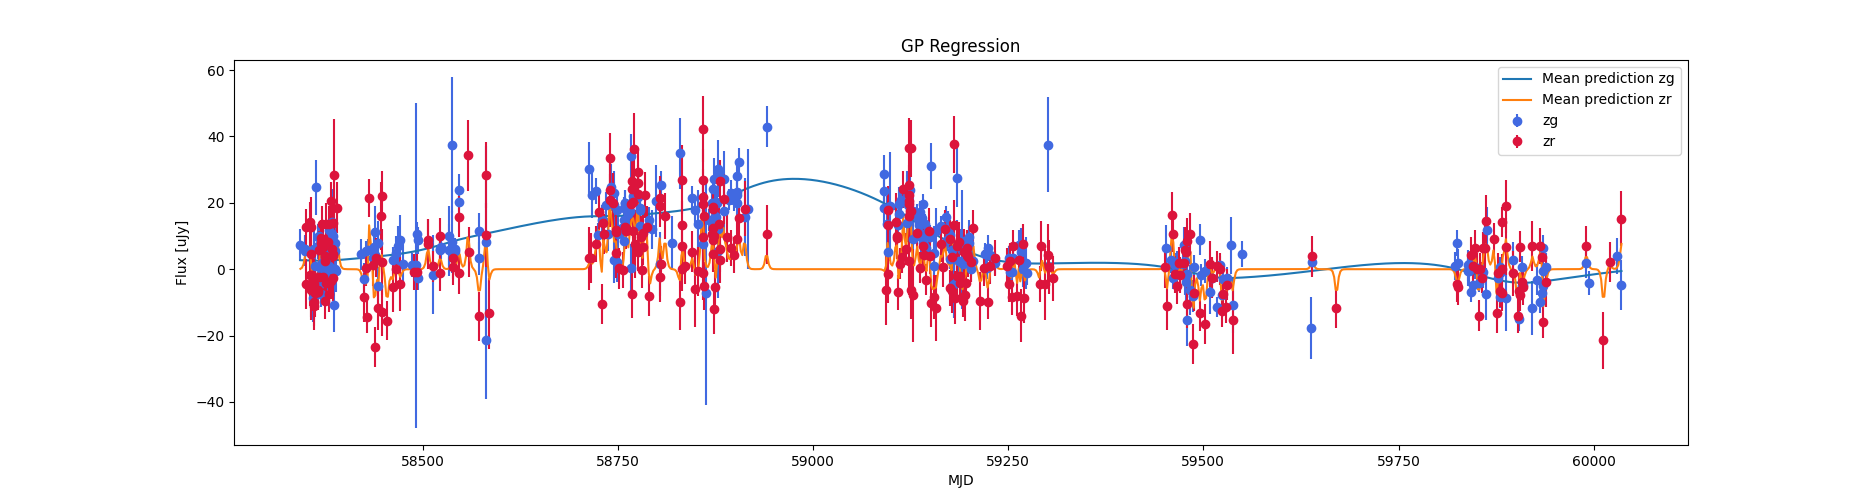 GP Regression
Flux [uJy]
60
40
20
0
−20
−40
Mean prediction zg
Mean prediction zr
zg
zr
58500
58750
59000
59250
59500
59750
60000
MJD